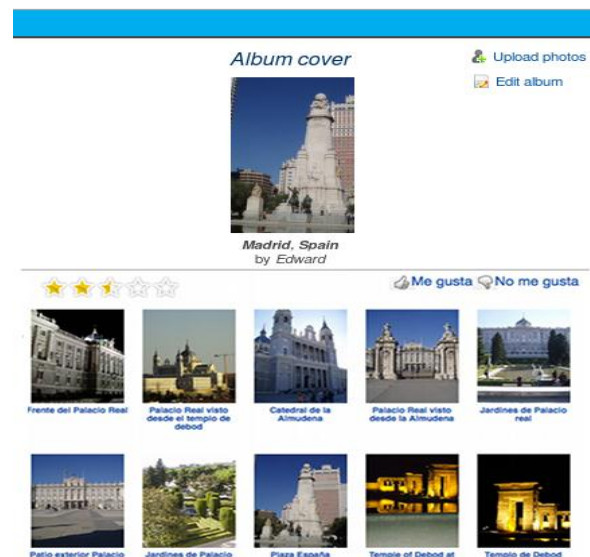 Album cover
Upload photos
Edit album
Madrid, Spain
by Edward
Me gusta No me gusta
Frente del Palacio Real
Palacio Real visto
desde el templo de
debod
Catedral de la
Almudena
Palacio Real visto
desde la Almudena
Jardines de Palacio
real
Patio exterior Palacio
Jardines de Palacio
Plaza España
Temple of Debod at
Templo de Debod